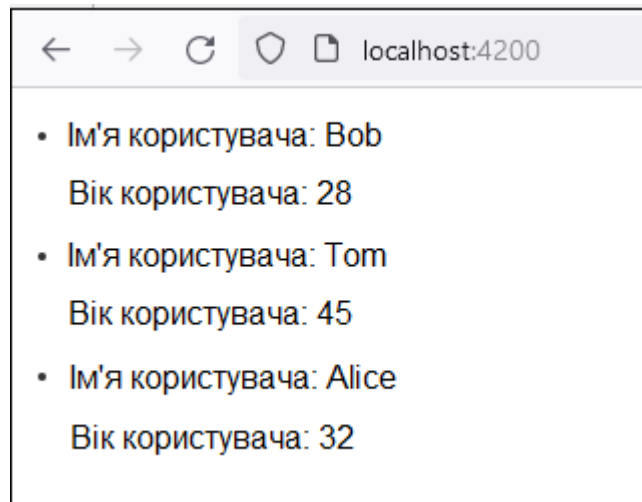 localhost:4200
• Ім'я користувача: Bob
Вік користувача: 28
• Ім'я користувача: Tom
Вік користувача: 45
• Ім'я користувача: Alice
Вік користувача: 32